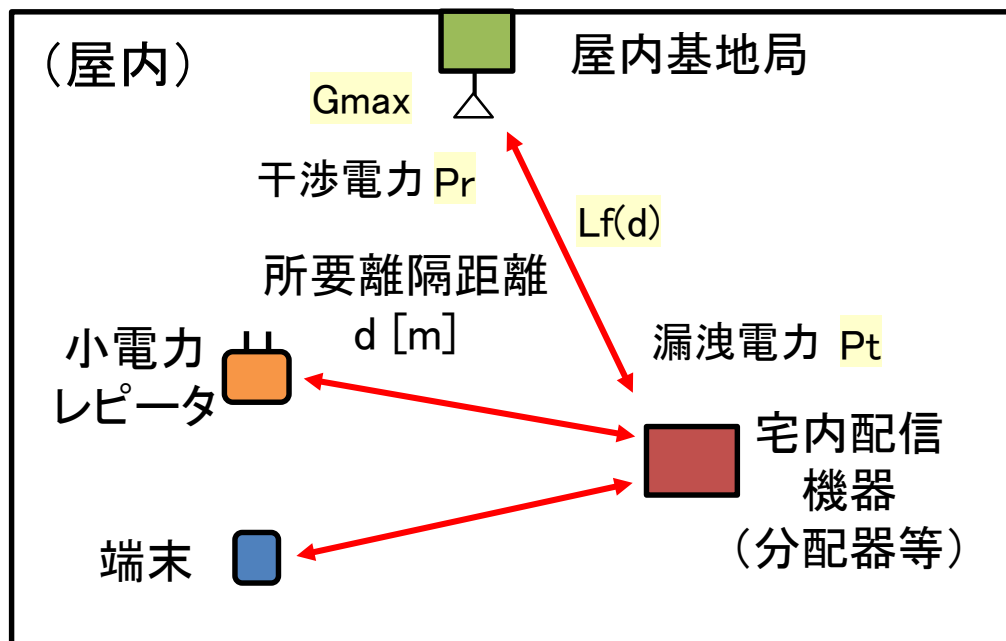 （屋内）
屋内基地局
Gmax
干渉電力 Pr
Lf(d)
所要離隔距離
d [m]
漏洩電力 Pt
小電力
レピータ
宅内配信
機器
（分配器等）
端末